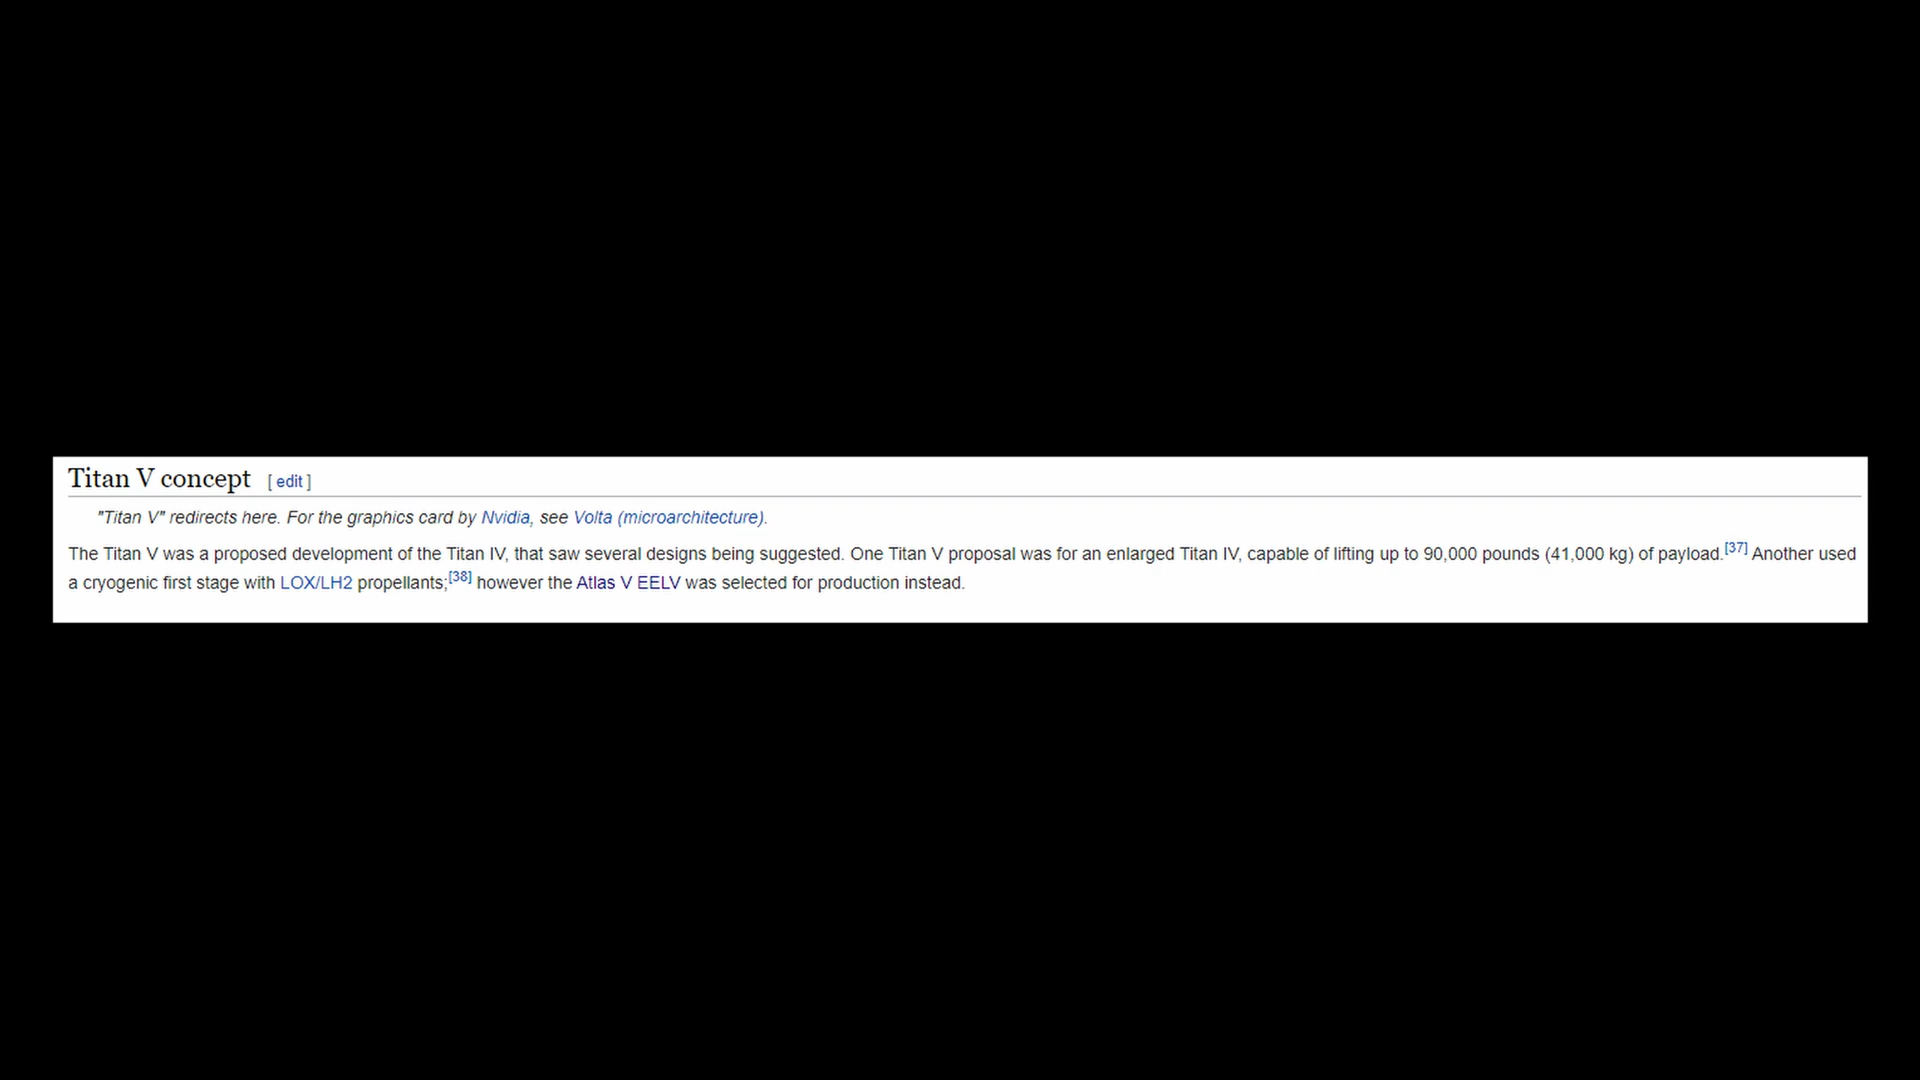 Titan V concept [ edit ]
"Titan V" redirects here. For the graphics card by Nvidia, see Volta (microarchitecture).
The Titan V was a proposed development of the Titan IV, that saw several designs being suggested. One Titan V proposal was for an enlarged Titan IV, capable of lifting up to 90,000 pounds (41,000 kg) of payload.[37] Another used
a cryogenic first stage with LOX/LH2 propellants;[38] however the Atlas V EELV was selected for production instead.